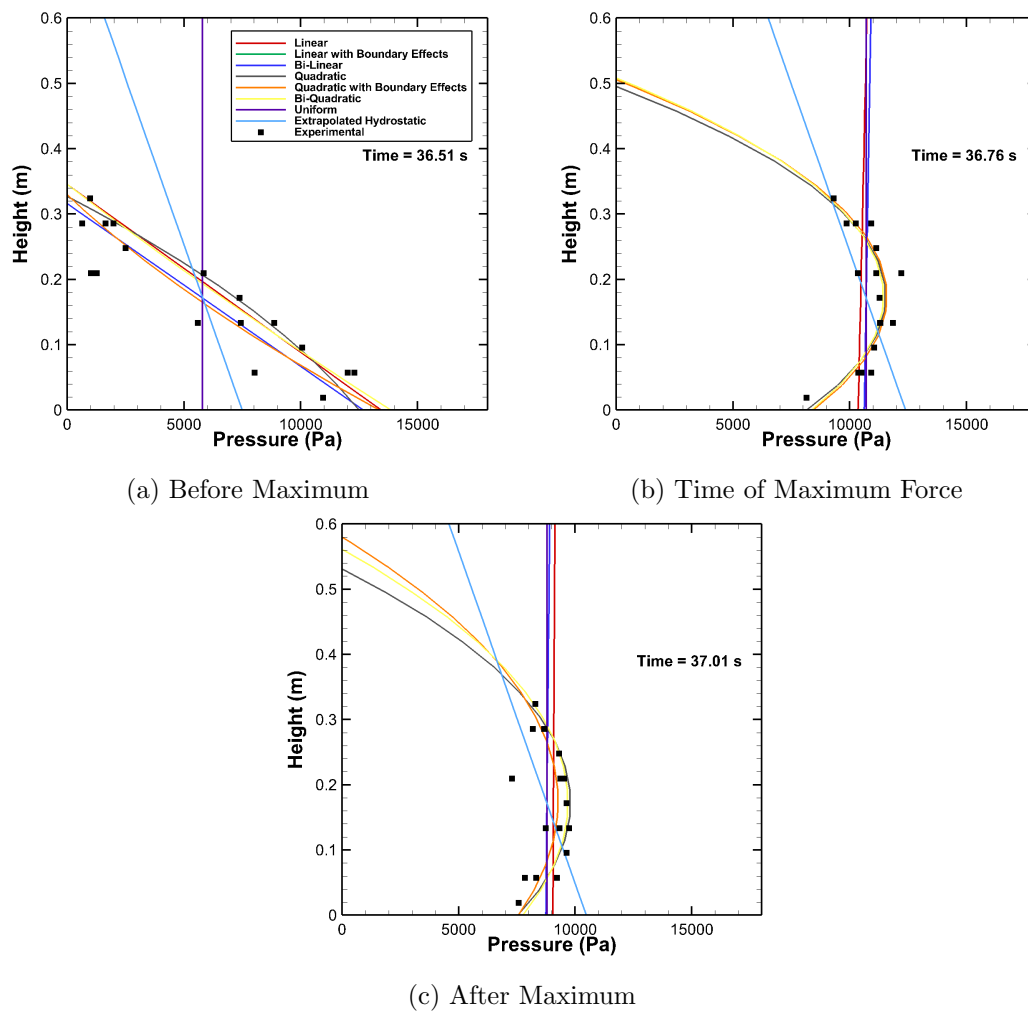 0.6
0.5
0.4
0.3
0.2
0.1
0
Height (m)
Linear
Linear with Boundary Effects
Bi-Linear
Quadratic
Quadratic with Boundary Effects
Bi-Quadratic
Uniform
Extrapolated Hydrostatic
Experimental
Time = 36.51 s
0 5000 10000 15000
Pressure (Pa)
(a) Before Maximum
0.6
0.5
0.4
0.3
0.2
0.1
0
Height (m)
Time = 36.76 s
0 5000 10000 15000
Pressure (Pa)
(b) Time of Maximum Force
0.6
0.5
0.4
0.3
0.2
0.1
0
Height (m)
Time = 37.01 s
0 5000 10000 15000
Pressure (Pa)
(c) After Maximum